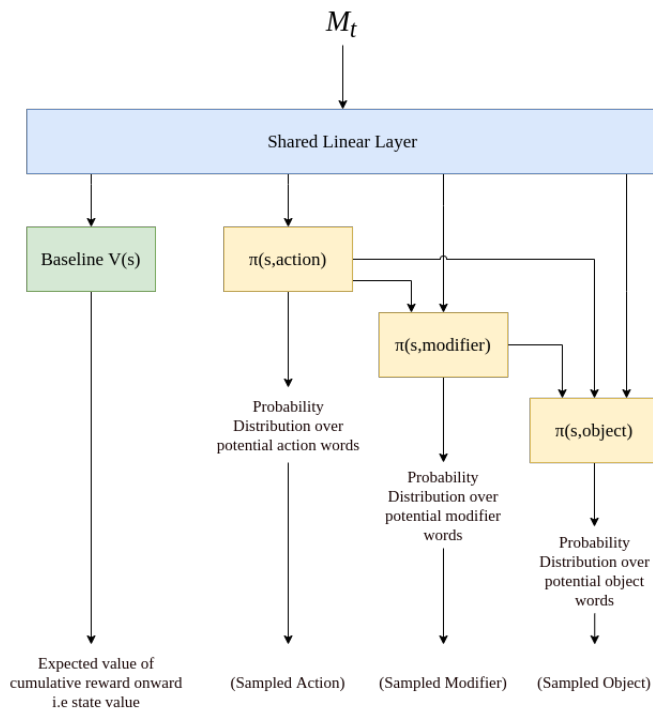 M_t
Shared Linear Layer
Baseline V(s)
π(s,action)
π(s,modifier)
π(s,object)
Probability
Distribution over
potential action words
Probability
Distribution over
potential modifier
words
Probability
Distribution over
potential object
words
Expected value of
cumulative reward onward
i.e state value
(Sampled Action)
(Sampled Modifier)
(Sampled Object)